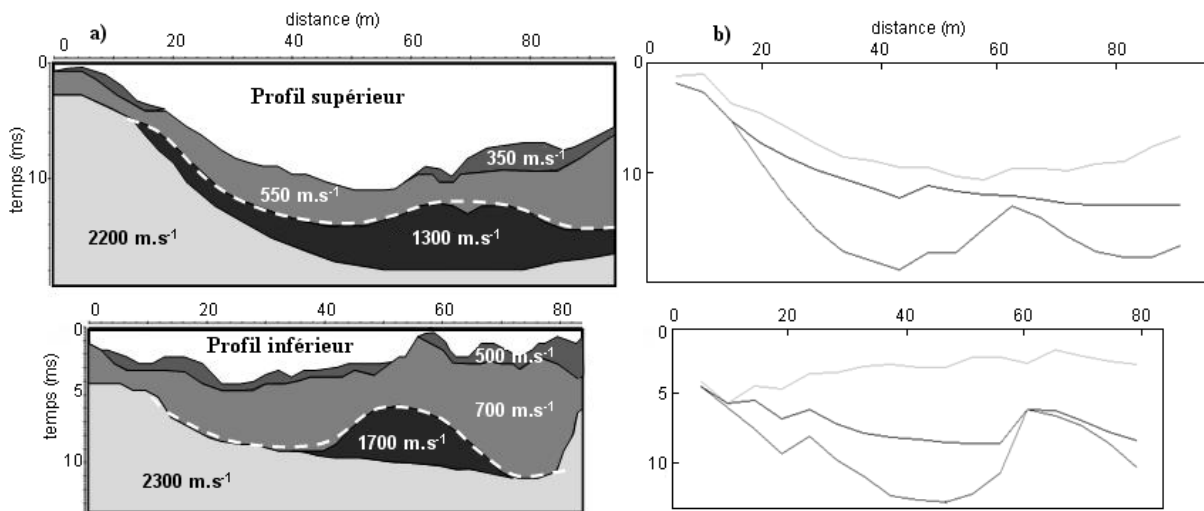 distance (m)
a)
0 20 40 60 80
0
10
temps (ms)
Profil supérieur
350 m.s-1
550 m.s-1
1300 m.s-1
2200 m.s-1
distance (m)
b)
0 20 40 60 80
0
10
0 20 40 60 80
0
5
10
temps (ms)
Profil inférieur
500 m.s-1
700 m.s-1
1700 m.s-1
2300 m.s-1
0 20 40 60 80
0
5
10